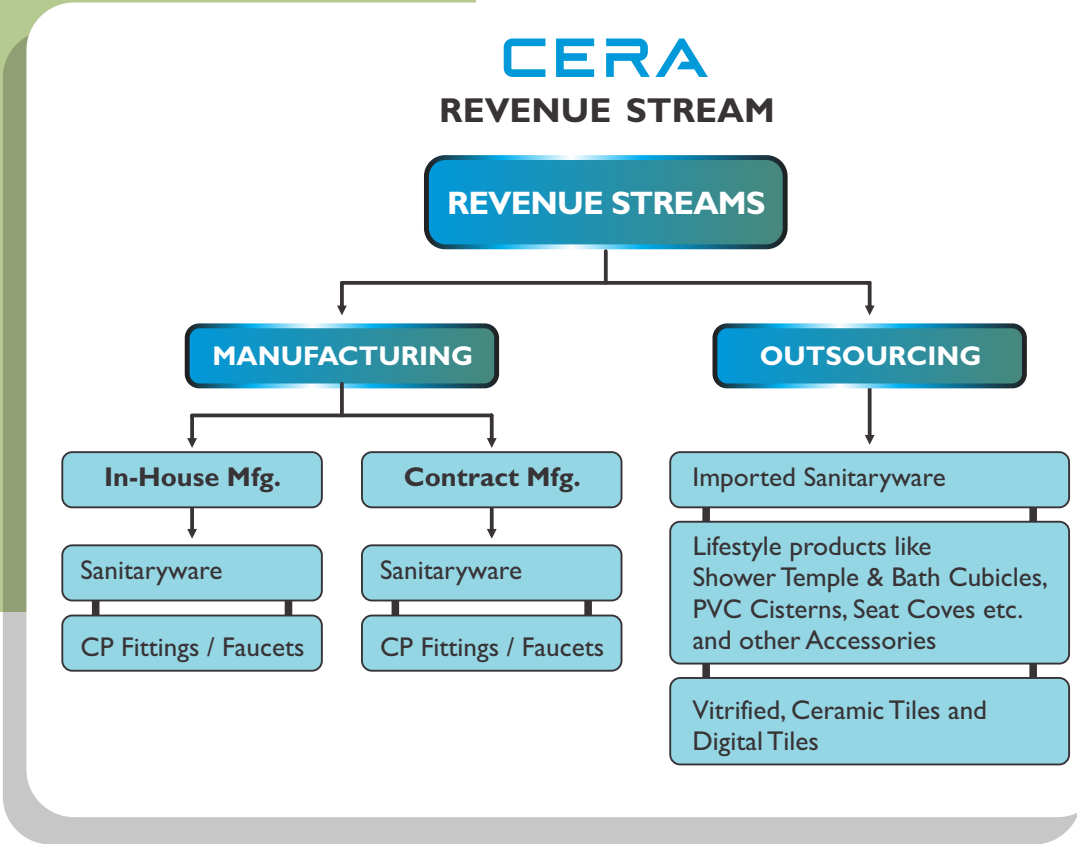 CERA
REVENUE STREAM
REVENUE STREAMS
MANUFACTURING
In-House Mfg.
Sanitaryware
CP Fittings / Faucets
Contract Mfg.
Sanitaryware
CP Fittings / Faucets
OUTSOURCING
Imported Sanitaryware
Lifestyle products like
Shower Temple & Bath Cubicles,
PVC Cisterns, Seat Coves etc.
and other Accessories
Vitrified, Ceramic Tiles and
Digital Tiles